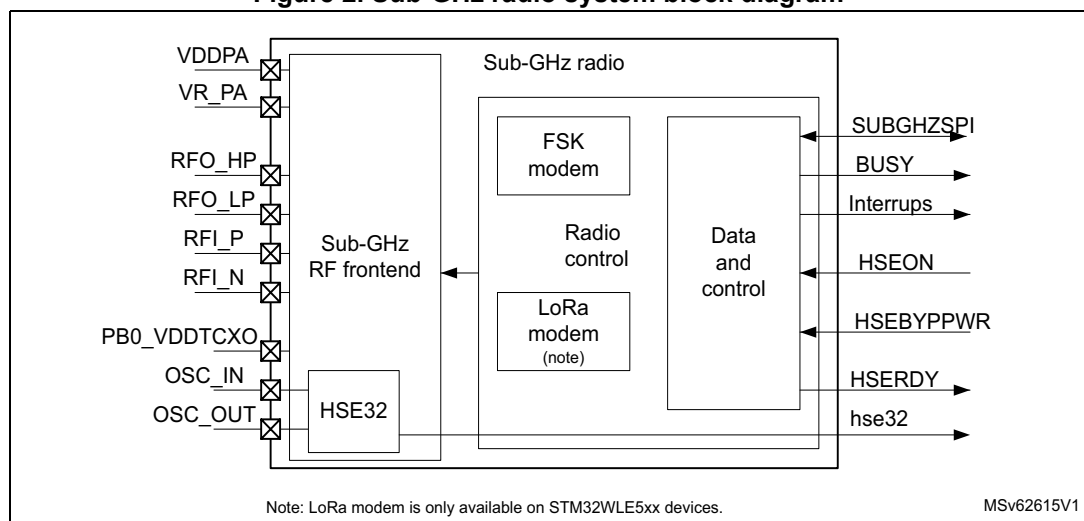 Figure 2. Sub-GHz radio system block diagram
VDDPA
VR_PA
RFO_HP
RFO_LP
RFI_P
RFI_N
PB0_VDDTCXO
OSC_IN
OSC_OUT
Sub-GHz
RF frontend
HSE32
Sub-GHz radio
FSK
modem
Radio
control
LoRa
modem
(note)
Data
and
control
SUBGHZSPI
BUSY
Interrups
HSEON
HSEBYPPWR
HSERDY
hse32
Note: LoRa modem is only available on STM32WLE5xx devices.
MSv62615V1